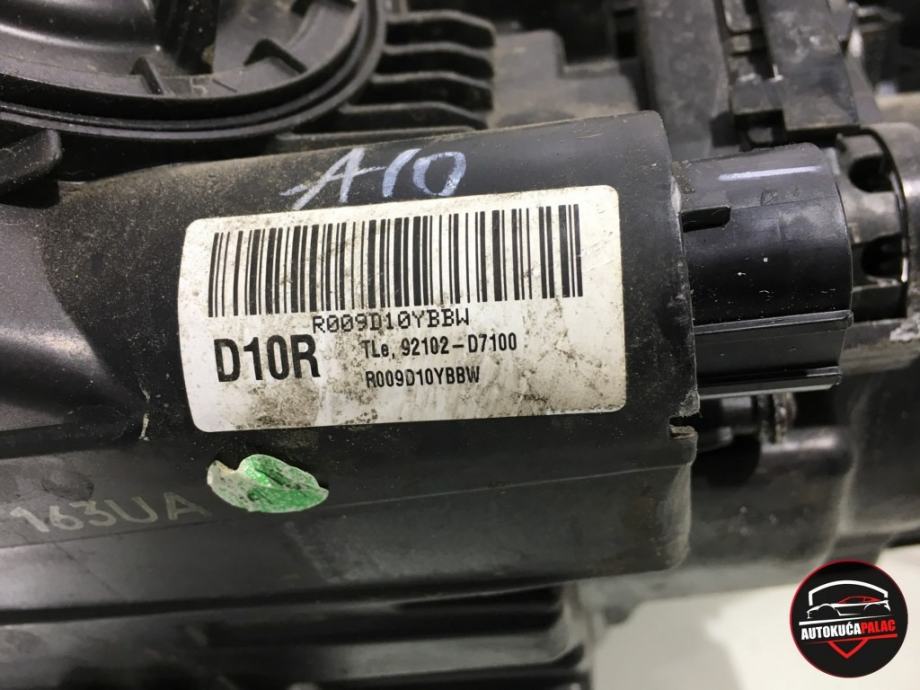 A10
R009D10YBBW
D10R TLe, 92102-D7100
R009D10YBBW
163UA
AUTOKUĆAPALAC